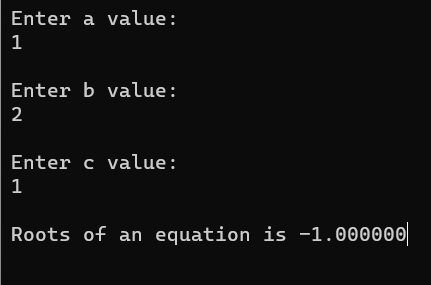 Enter a value:
1
Enter b value:
2
Enter c value:
1
Roots of an equation is -1.000000